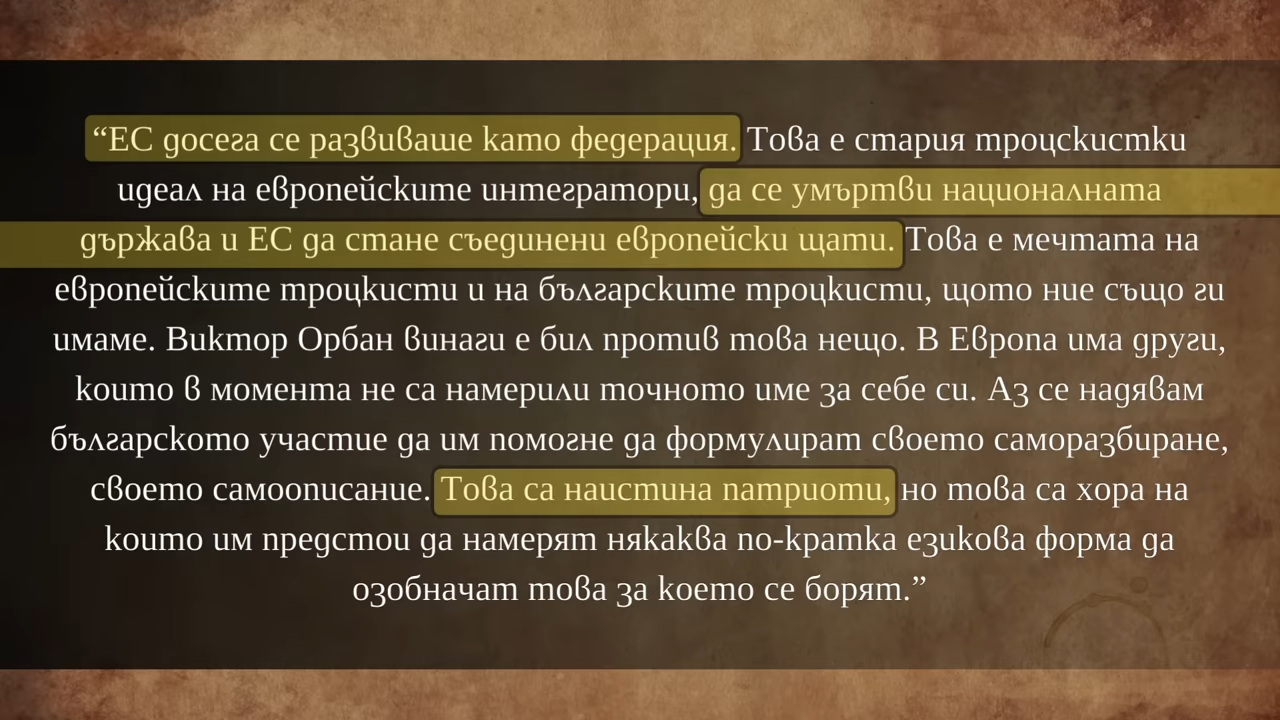 “ЕС досега се развиваше като федерация. Това е стария троцскистки
идеал на европейските интегратори, да се умъртви националната
държава и ЕС да стане съединени европейски щати. Това е мечтата на
европейските троцкисти и на българските троцкисти, щото ние също ги
имаме. Виктор Орбан винаги е бил против това нещо. В Европа има други,
които в момента не са намерили точното име за себе си. Аз се надявам
българското участие да им помогне да формулират своето саморазбиране,
своето самоописание. Това са наистина патриоти, но това са хора на
които им предстои да намерят някаква по-кратка езикова форма да
озобначат това за което се борят.”